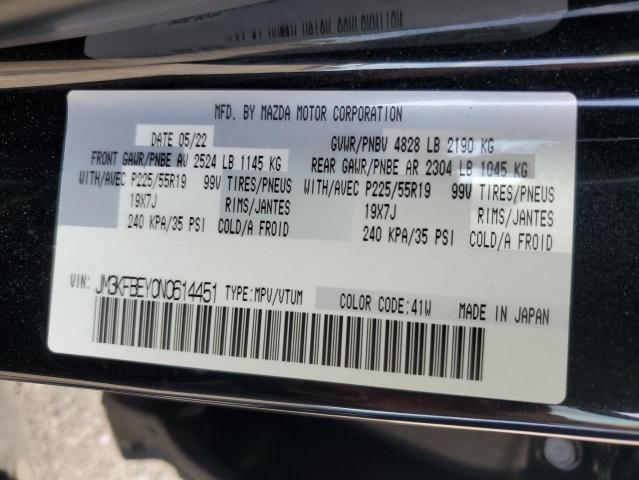 MFD. BY MAZDA MOTOR CORPORATION
DATE 05/22 GVWR/PNBV 4828 LB 2190 KG
FRONT GAWR/PNBE AV 2524 LB 1145 KG REAR GAWR/PNBE AR 2304 LB 1045 KG
WITH/AVEC P225/55R19 99V TIRES/PNEUS WITH/AVEC P225/55R19 99V TIRES/PNEUS
19X7J RIMS/JANTES 19X7J RIMS/JANTES
240 KPA/35 PSI COLD/A FROID 240 KPA/35 PSI COLD/A FROID
VIN: JM3KFBEY0N0614451 TYPE:MPV/VTUM COLOR CODE:41W MADE IN JAPAN